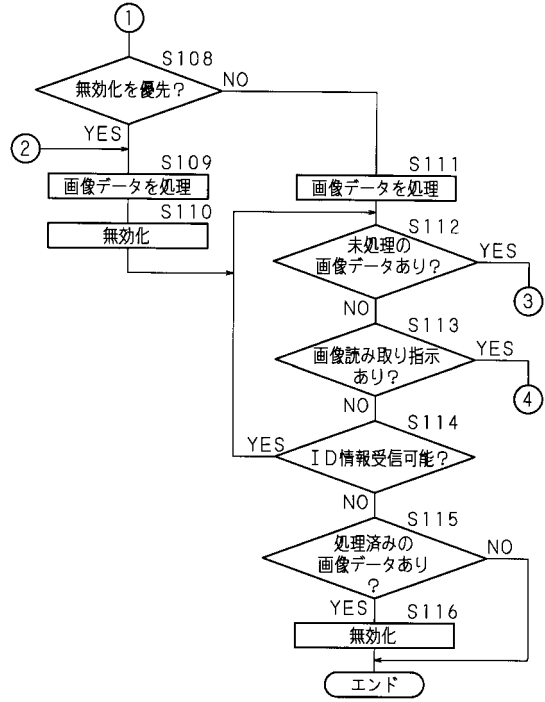 1
S108
無効化を優先?
NO
YES
2
S109
画像データを処理
S110
無効化
S111
画像データを処理
S112
未処理の
画像データあり?
YES
3
NO
S113
画像読み取り指示
あり?
YES
4
NO
S114
ID情報受信可能?
YES
NO
S115
処理済みの
画像データあり
?
NO
YES
S116
無効化
エンド